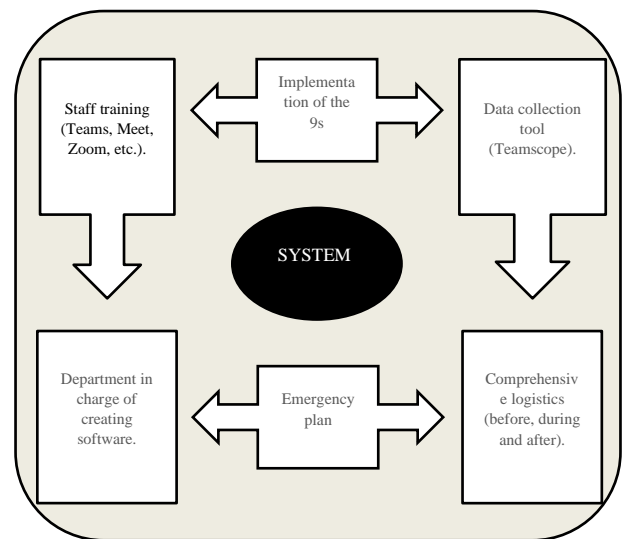 Staff training
(Teams, Meet,
Zoom, etc.).
Implementa
tion of the
9s
Data collection
tool
(Teamscope).
SYSTEM
Department in
charge of
creating
software.
Emergency
plan
Comprehensiv
e logistics
(before, during
and after).